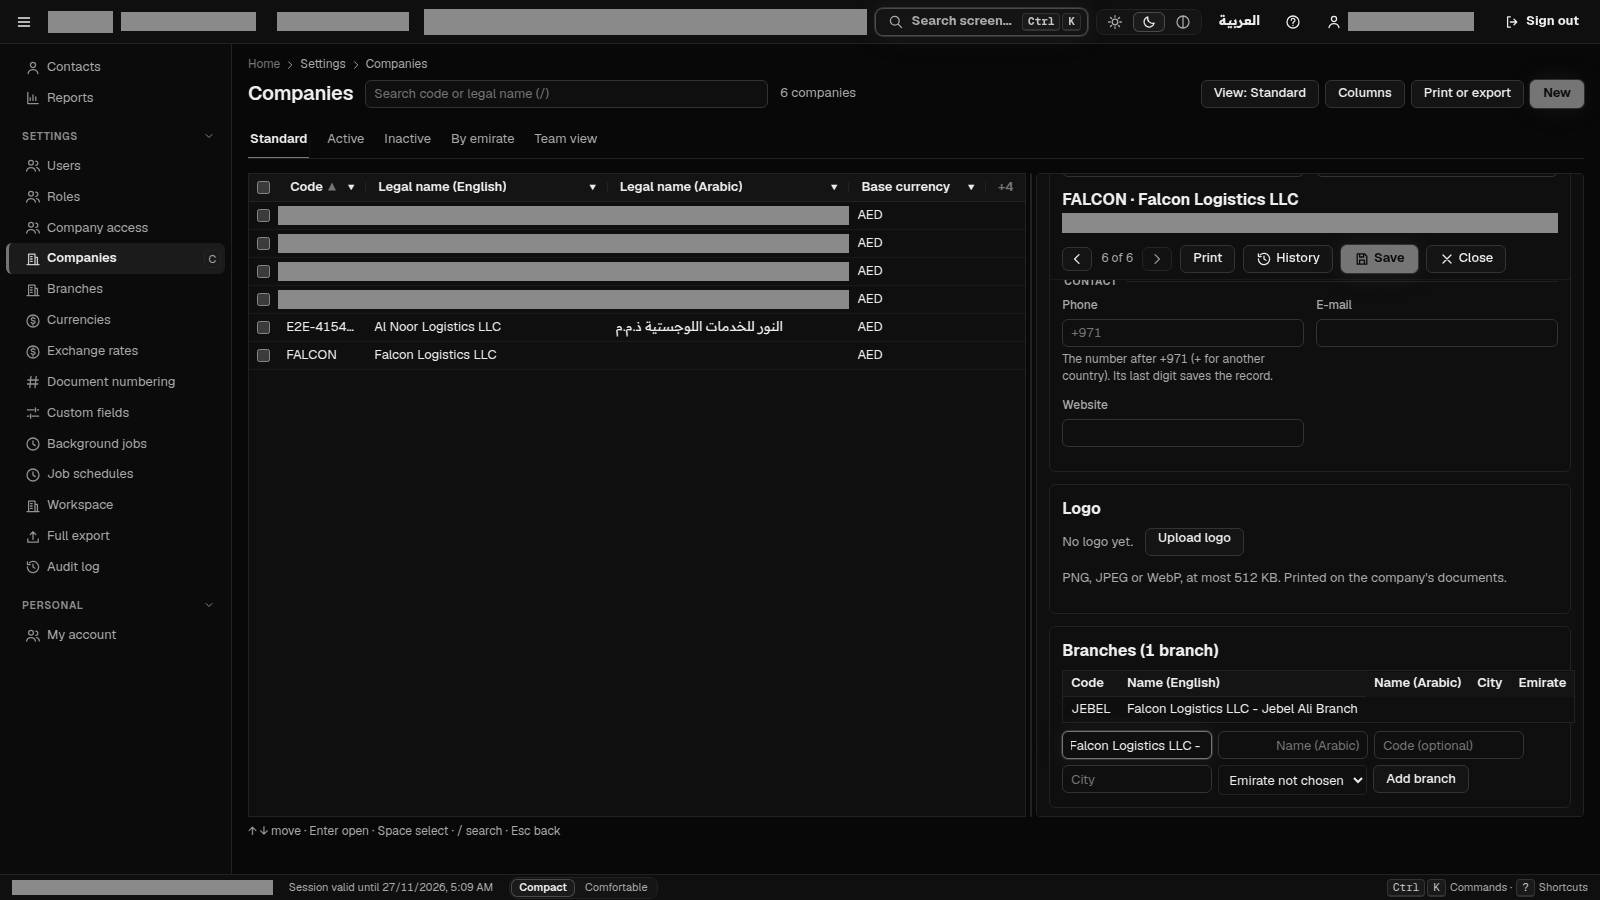 Search screen... Ctrl K
العربية
Sign out
Contacts
Reports
SETTINGS
Users
Roles
Company access
Companies C
Branches
Currencies
Exchange rates
Document numbering
Custom fields
Background jobs
Job schedules
Workspace
Full export
Audit log
PERSONAL
My account
Home > Settings > Companies
Companies
Search code or legal name (/)
6 companies
View: Standard
Columns
Print or export
New
Standard Active Inactive By emirate Team view
Code ▲ ▼ Legal name (English) ▼ Legal name (Arabic) ▼ Base currency ▼ +4
AED
AED
AED
AED
E2E-4154... Al Noor Logistics LLC النور للخدمات اللوجستية ذ.م.م AED
FALCON Falcon Logistics LLC AED
↑↓ move · Enter open · Space select · / search · Esc back
FALCON · Falcon Logistics LLC
6 of 6
Print
History
Save
Close
CONTACT
Phone E-mail
+971
The number after +971 (+ for another
country). Its last digit saves the record.
Website
Logo
No logo yet. Upload logo
PNG, JPEG or WebP, at most 512 KB. Printed on the company's documents.
Branches (1 branch)
Code Name (English) Name (Arabic) City Emirate
JEBEL Falcon Logistics LLC - Jebel Ali Branch
Falcon Logistics LLC - Name (Arabic) Code (optional)
City Emirate not chosen Add branch
Session valid until 27/11/2026, 5:09 AM
Compact Comfortable
Ctrl K Commands · ? Shortcuts